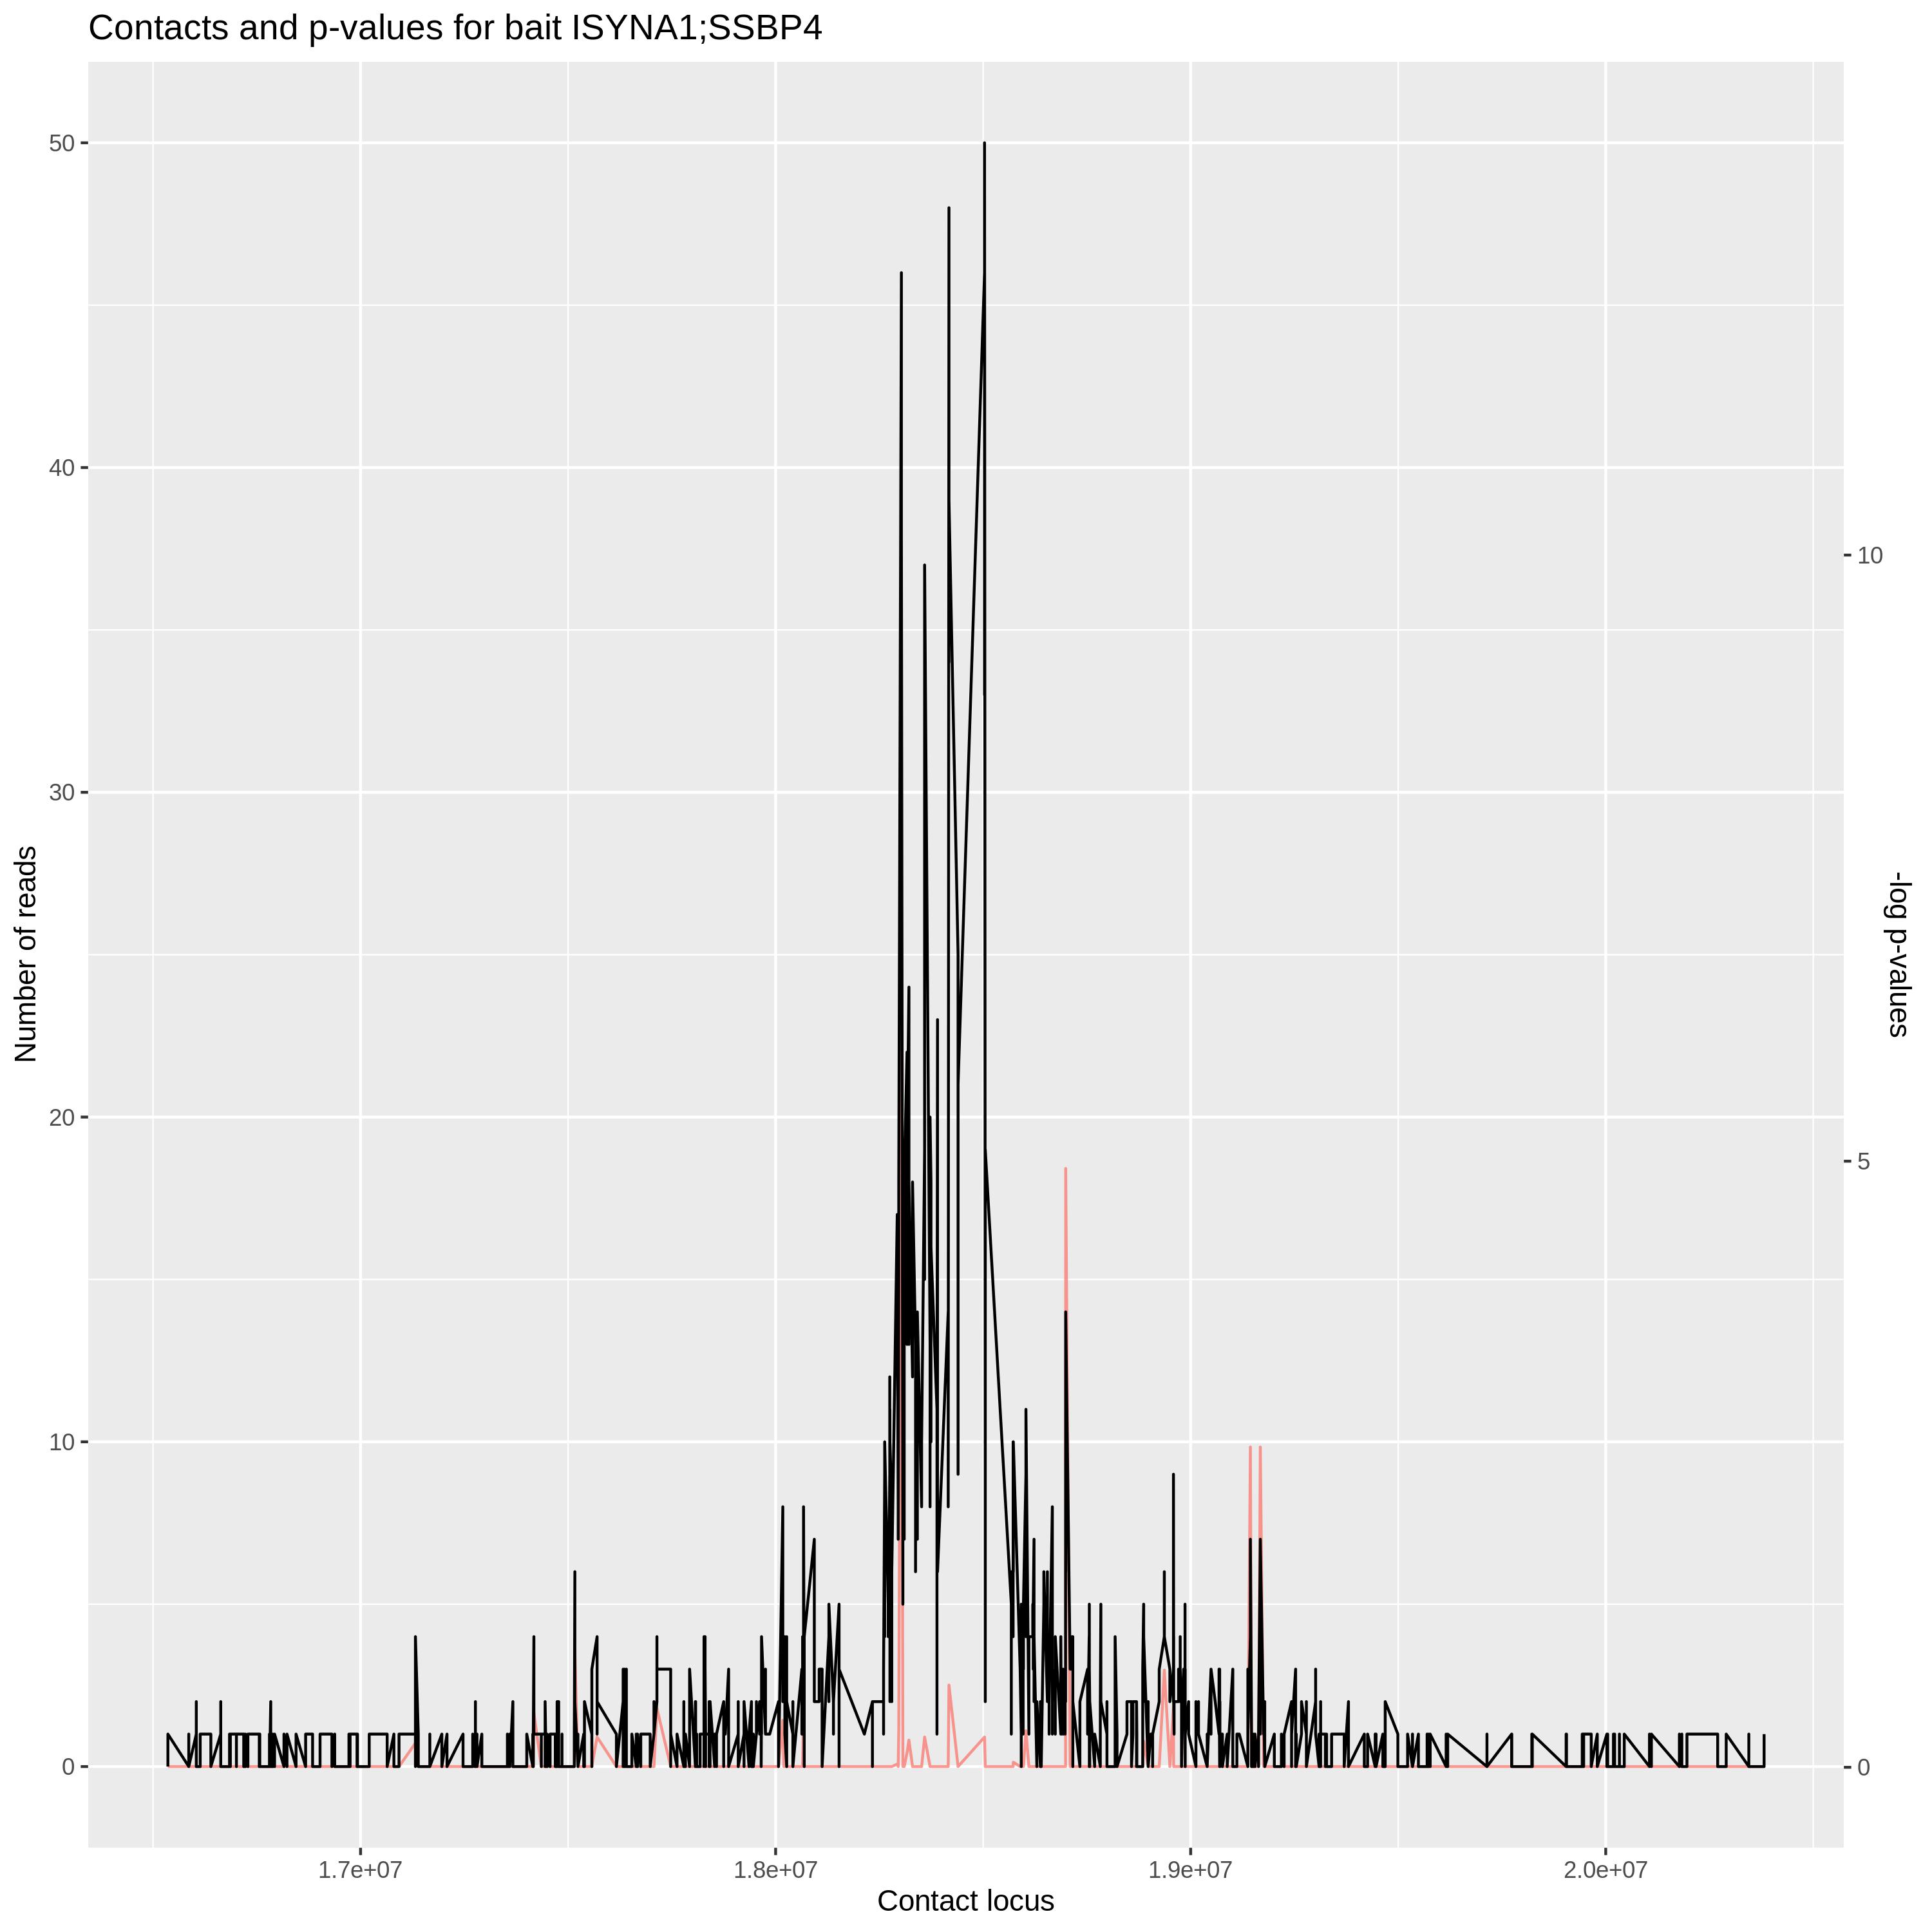 Contacts and p-values for bait ISYNA1;SSBP4
50
40
30
20
10
0
Number of reads
10
5
0
-log p-values
1.7e+07
1.8e+07
1.9e+07
2.0e+07
Contact locus